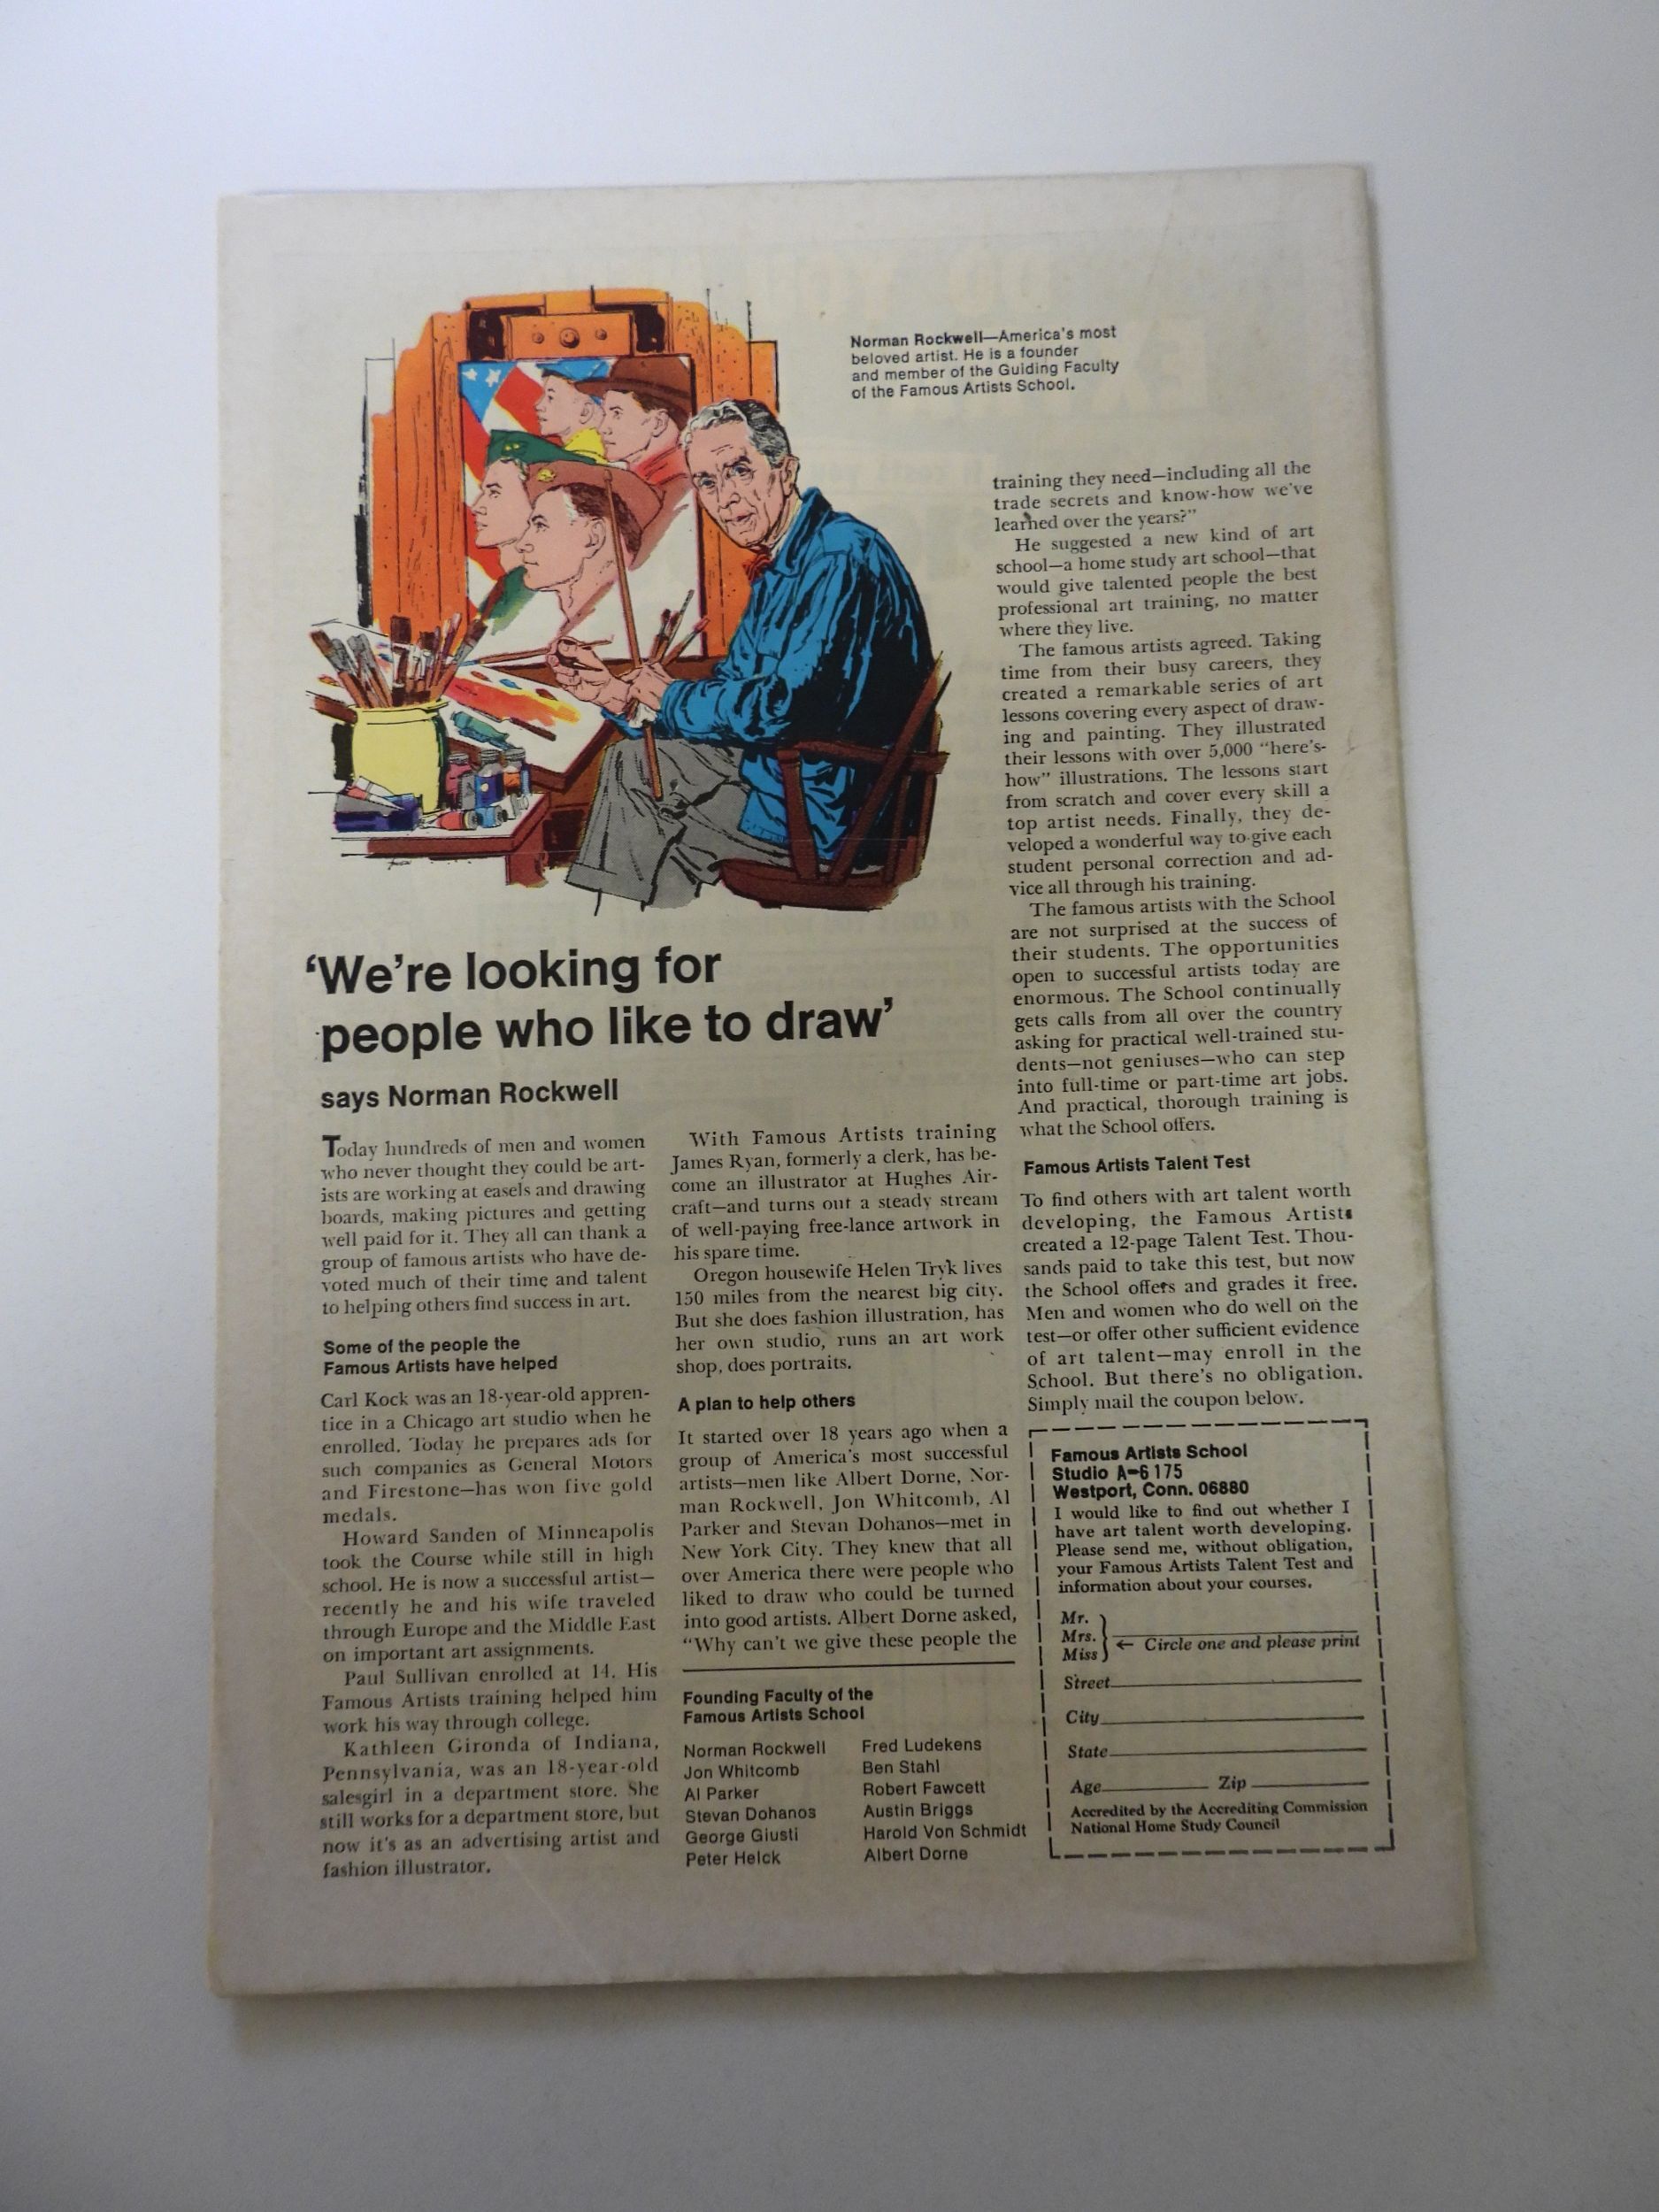 Norman Rockwell—America's most
beloved artist. He is a founder
and member of the Guiding Faculty
of the Famous Artists School.
'We're looking for
people who like to draw'
says Norman Rockwell
Today hundreds of men and women
who never thought they could be art-
ists are working at easels and drawing
boards, making pictures and getting
well paid for it. They all can thank a
group of famous artists who have de-
voted much of their time and talent
to helping others find success in art.
Some of the people the
Famous Artists have helped
Carl Kock was an 18-year-old appren-
tice in a Chicago art studio when he
enrolled. Today he prepares ads for
such companies as General Motors
and Firestone—has won five gold
medals.
Howard Sanden of Minneapolis
took the Course while still in high
school. He is now a successful artist—
recently he and his wife traveled
through Europe and the Middle East
on important art assignments.
Paul Sullivan enrolled at 14. His
Famous Artists training helped him
work his way through college.
Kathleen Gironda of Indiana,
Pennsylvania, was an 18-year-old
salesgirl in a department store. She
still works for a department store, but
now it's as an advertising artist and
fashion illustrator.
With Famous Artists training
James Ryan, formerly a clerk, has be-
come an illustrator at Hughes Air-
craft—and turns out a steady stream
of well-paying free-lance artwork in
his spare time.
Oregon housewife Helen Tryk lives
150 miles from the nearest big city.
But she does fashion illustration, has
her own studio, runs an art work
shop, does portraits.
A plan to help others
It started over 18 years ago when a
group of America's most successful
artists—men like Albert Dorne, Nor-
man Rockwell, Jon Whitcomb, Al
Parker and Stevan Dohanos—met in
New York City. They knew that all
over America there were people who
liked to draw who could be turned
into good artists. Albert Dorne asked,
"Why can't we give these people the
training they need—including all the
trade secrets and know-how we've
learned over the years?"
He suggested a new kind of art
school—a home study art school—that
would give talented people the best
professional art training, no matter
where they live.
The famous artists agreed. Taking
time from their busy careers, they
created a remarkable series of art
lessons covering every aspect of draw-
ing and painting. They illustrated
their lessons with over 5,000 "here's-
how" illustrations. The lessons start
from scratch and cover every skill a
top artist needs. Finally, they de-
veloped a wonderful way to give each
student personal correction and ad-
vice all through his training.
The famous artists with the School
are not surprised at the success of
their students. The opportunities
open to successful artists today are
enormous. The School continually
gets calls from all over the country
asking for practical well-trained stu-
dents—not geniuses—who can step
into full-time or part-time art jobs.
And practical, thorough training is
what the School offers.
Famous Artists Talent Test
To find others with art talent worth
developing, the Famous Artists
created a 12-page Talent Test. Thou-
sands paid to take this test, but now
the School offers and grades it free.
Men and women who do well on the
test—or offer other sufficient evidence
of art talent—may enroll in the
School. But there's no obligation.
Simply mail the coupon below.
Founding Faculty of the
Famous Artists School
Norman Rockwell
Jon Whitcomb
Al Parker
Stevan Dohanos
George Giusti
Peter Helck
Fred Ludekens
Ben Stahl
Robert Fawcett
Austin Briggs
Harold Von Schmidt
Albert Dorne
Famous Artists School
Studio A-6175
Westport, Conn. 06880
I would like to find out whether I
have art talent worth developing.
Please send me, without obligation,
your Famous Artists Talent Test and
information about your courses.
Mr.
Mrs.
Miss
← Circle one and please print
Street
City
State
Age Zip
Accredited by the Accrediting Commission
National Home Study Council